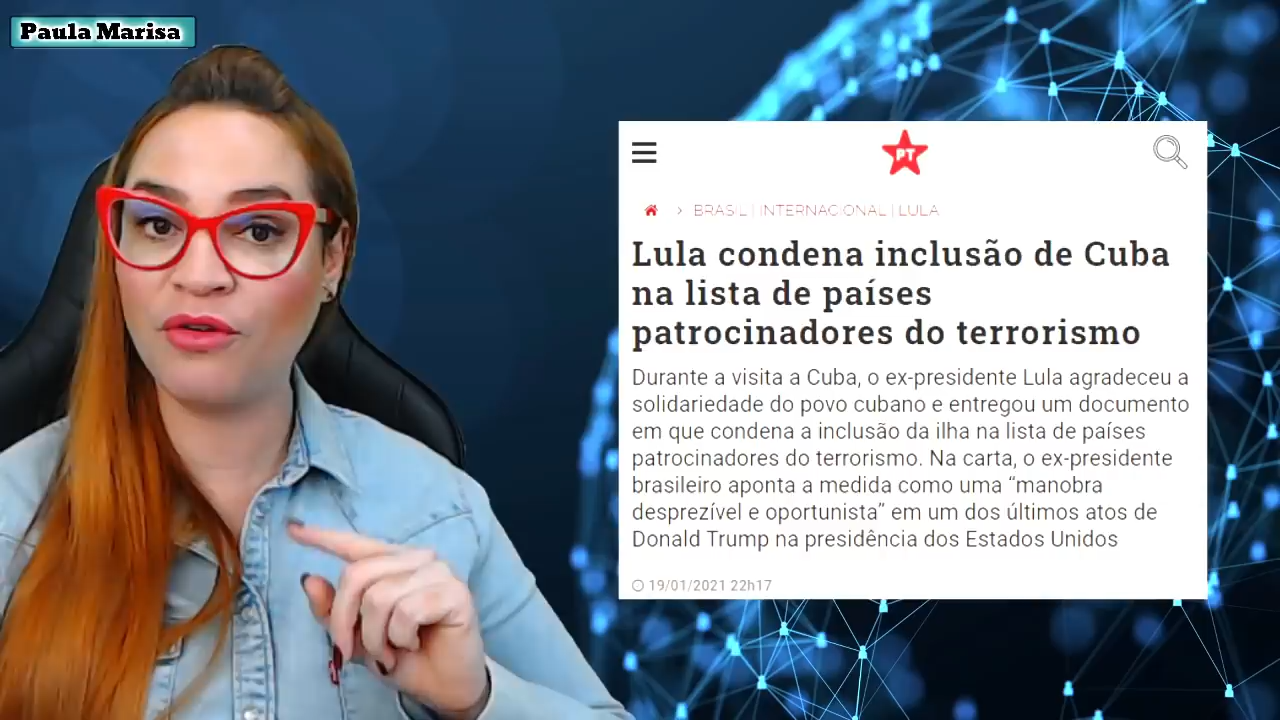 Paula Marisa
PT
BRASIL | INTERNACIONAL | LULA
Lula condena inclusão de Cuba
na lista de países
patrocinadores do terrorismo
Durante a visita a Cuba, o ex-presidente Lula agradeceu a
solidariedade do povo cubano e entregou um documento
em que condena a inclusão da ilha na lista de países
patrocinadores do terrorismo. Na carta, o ex-presidente
brasileiro aponta a medida como uma “manobra
desprezível e oportunista” em um dos últimos atos de
Donald Trump na presidência dos Estados Unidos
19/01/2021 22h17